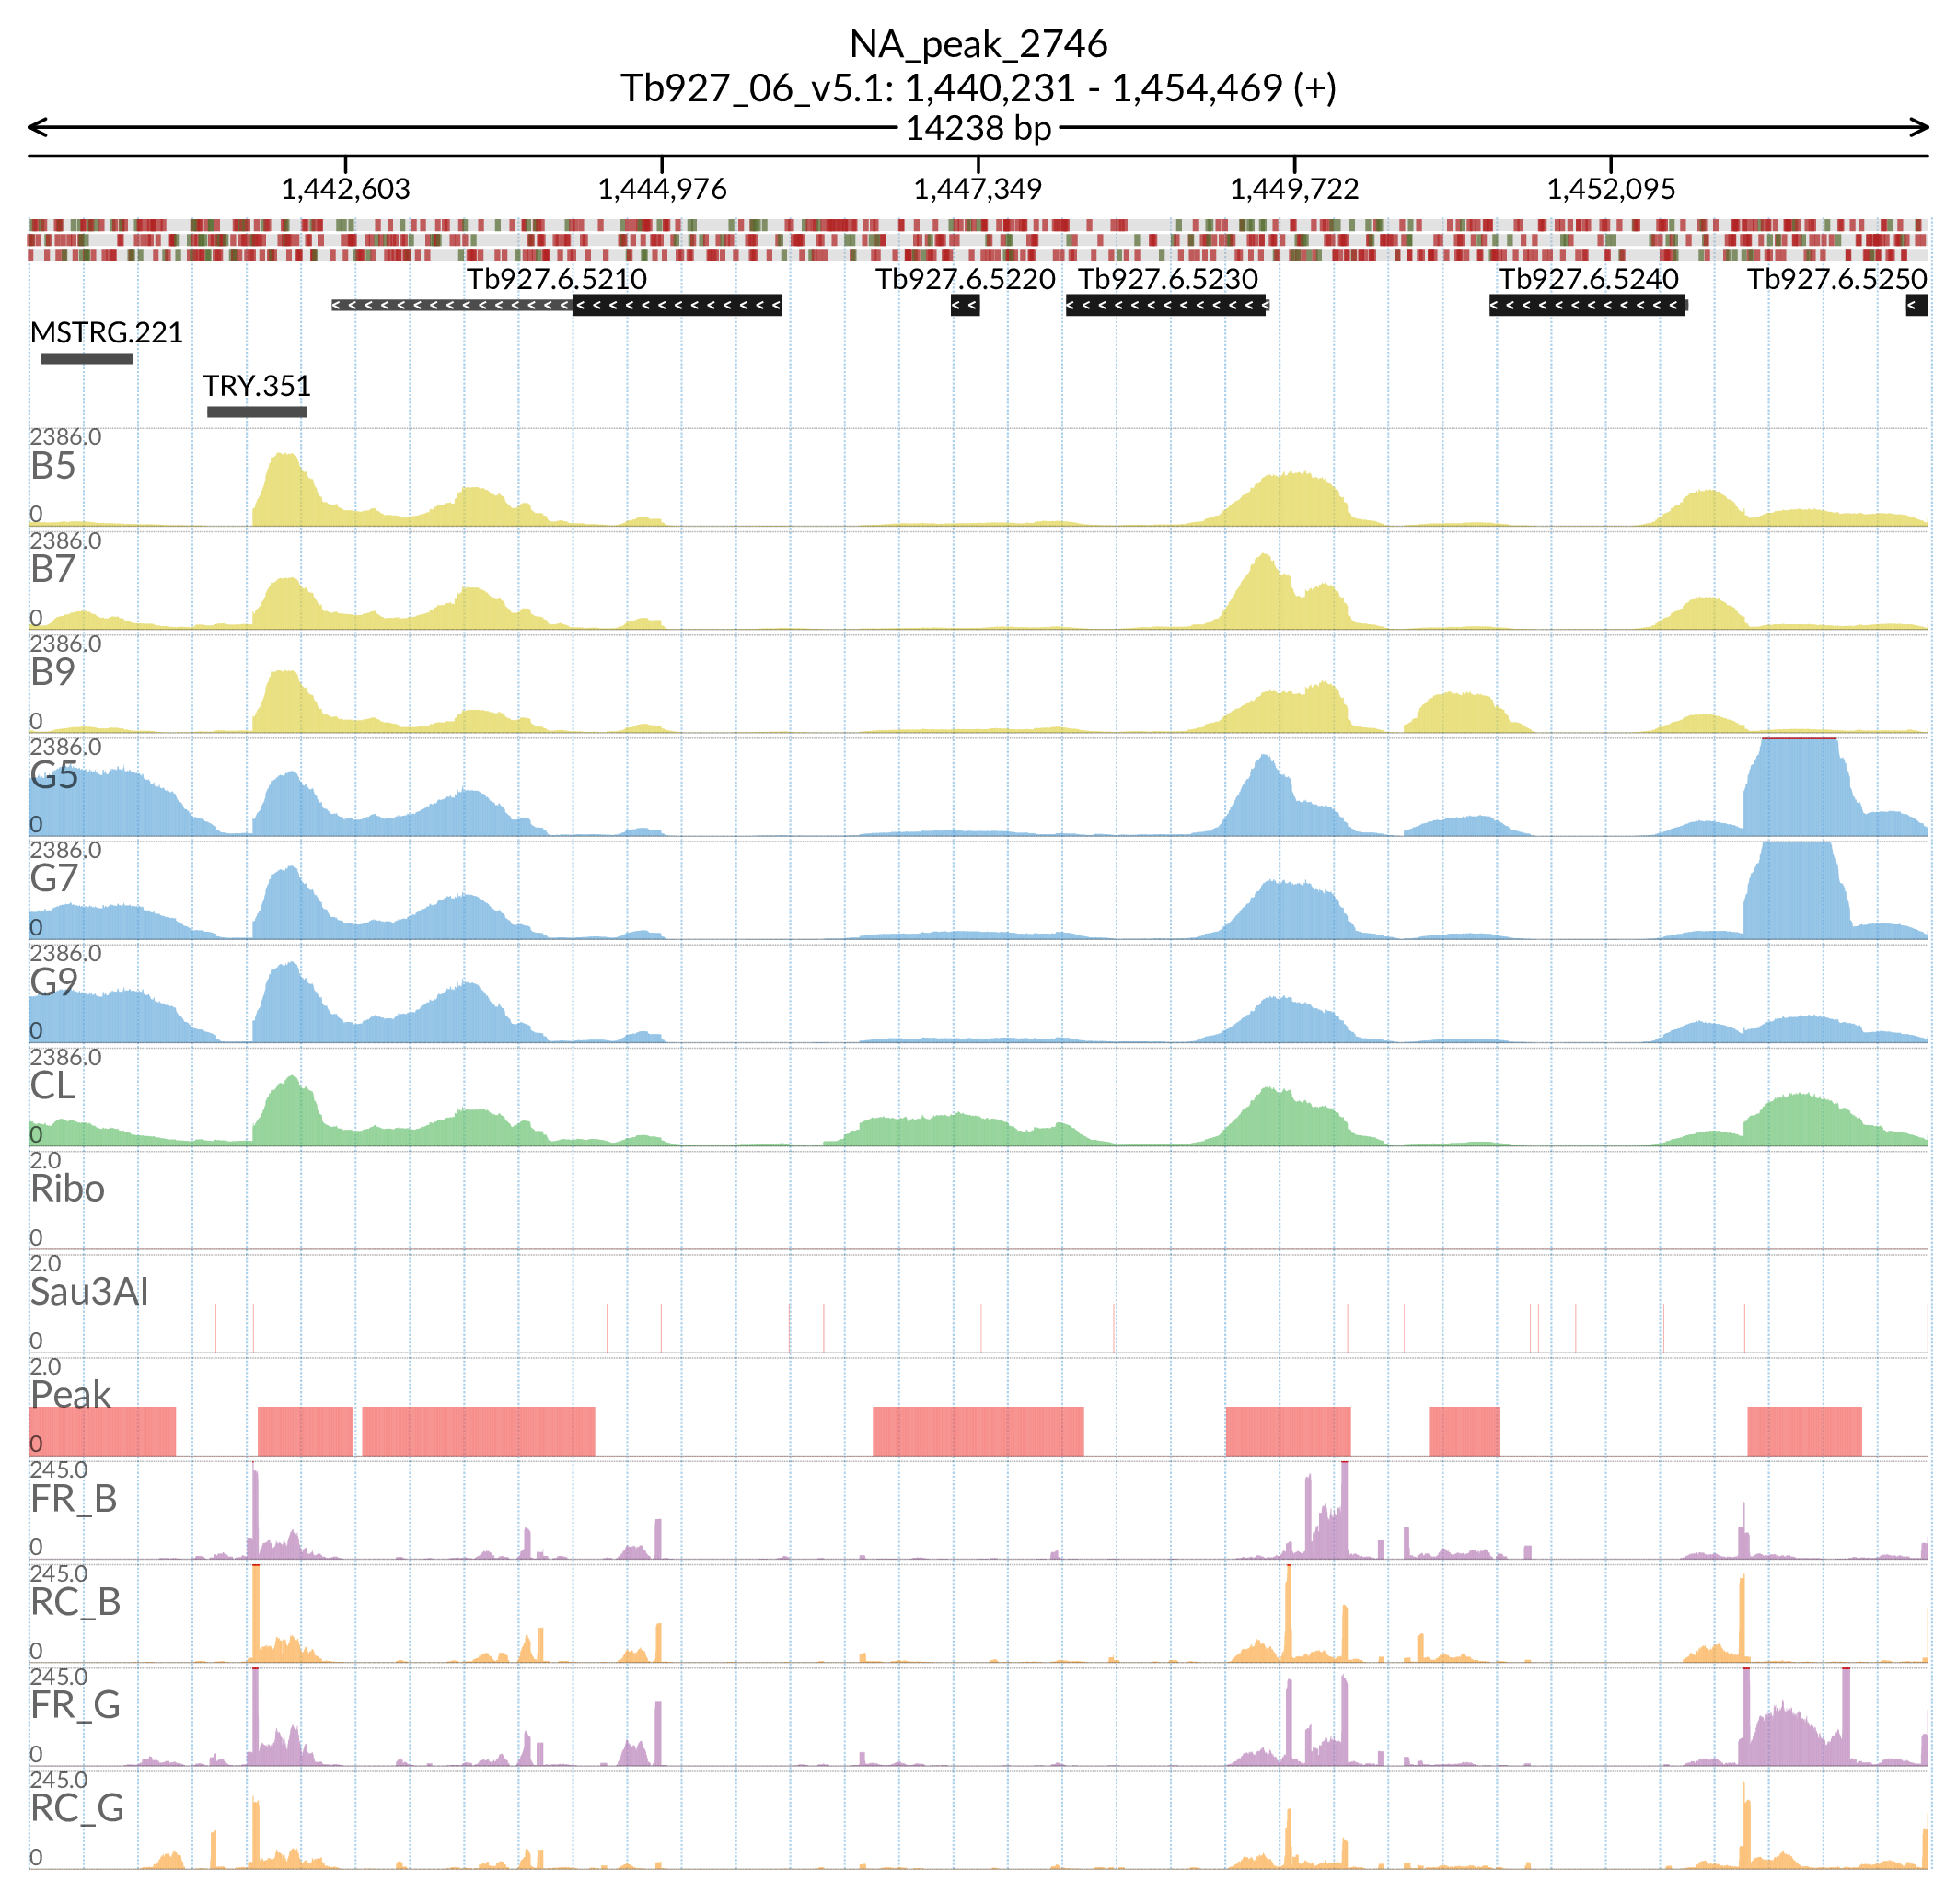 NA_peak_2746
Tb927_06_v5.1: 1,440,231 - 1,454,469 (+)
14238 bp
1,442,603 1,444,976 1,447,349 1,449,722 1,452,095
Tb927.6.5210 Tb927.6.5220 Tb927.6.5230 Tb927.6.5240 Tb927.6.5250
MSTRG.221
TRY.351
2386.0
B5
0
2386.0
B7
0
2386.0
B9
0
2386.0
G5
0
2386.0
G7
0
2386.0
G9
0
2386.0
CL
0
2.0
Ribo
0
2.0
Sau3AI
0
2.0
Peak
0
245.0
FR_B
0
245.0
RC_B
0
245.0
FR_G
0
245.0
RC_G
0